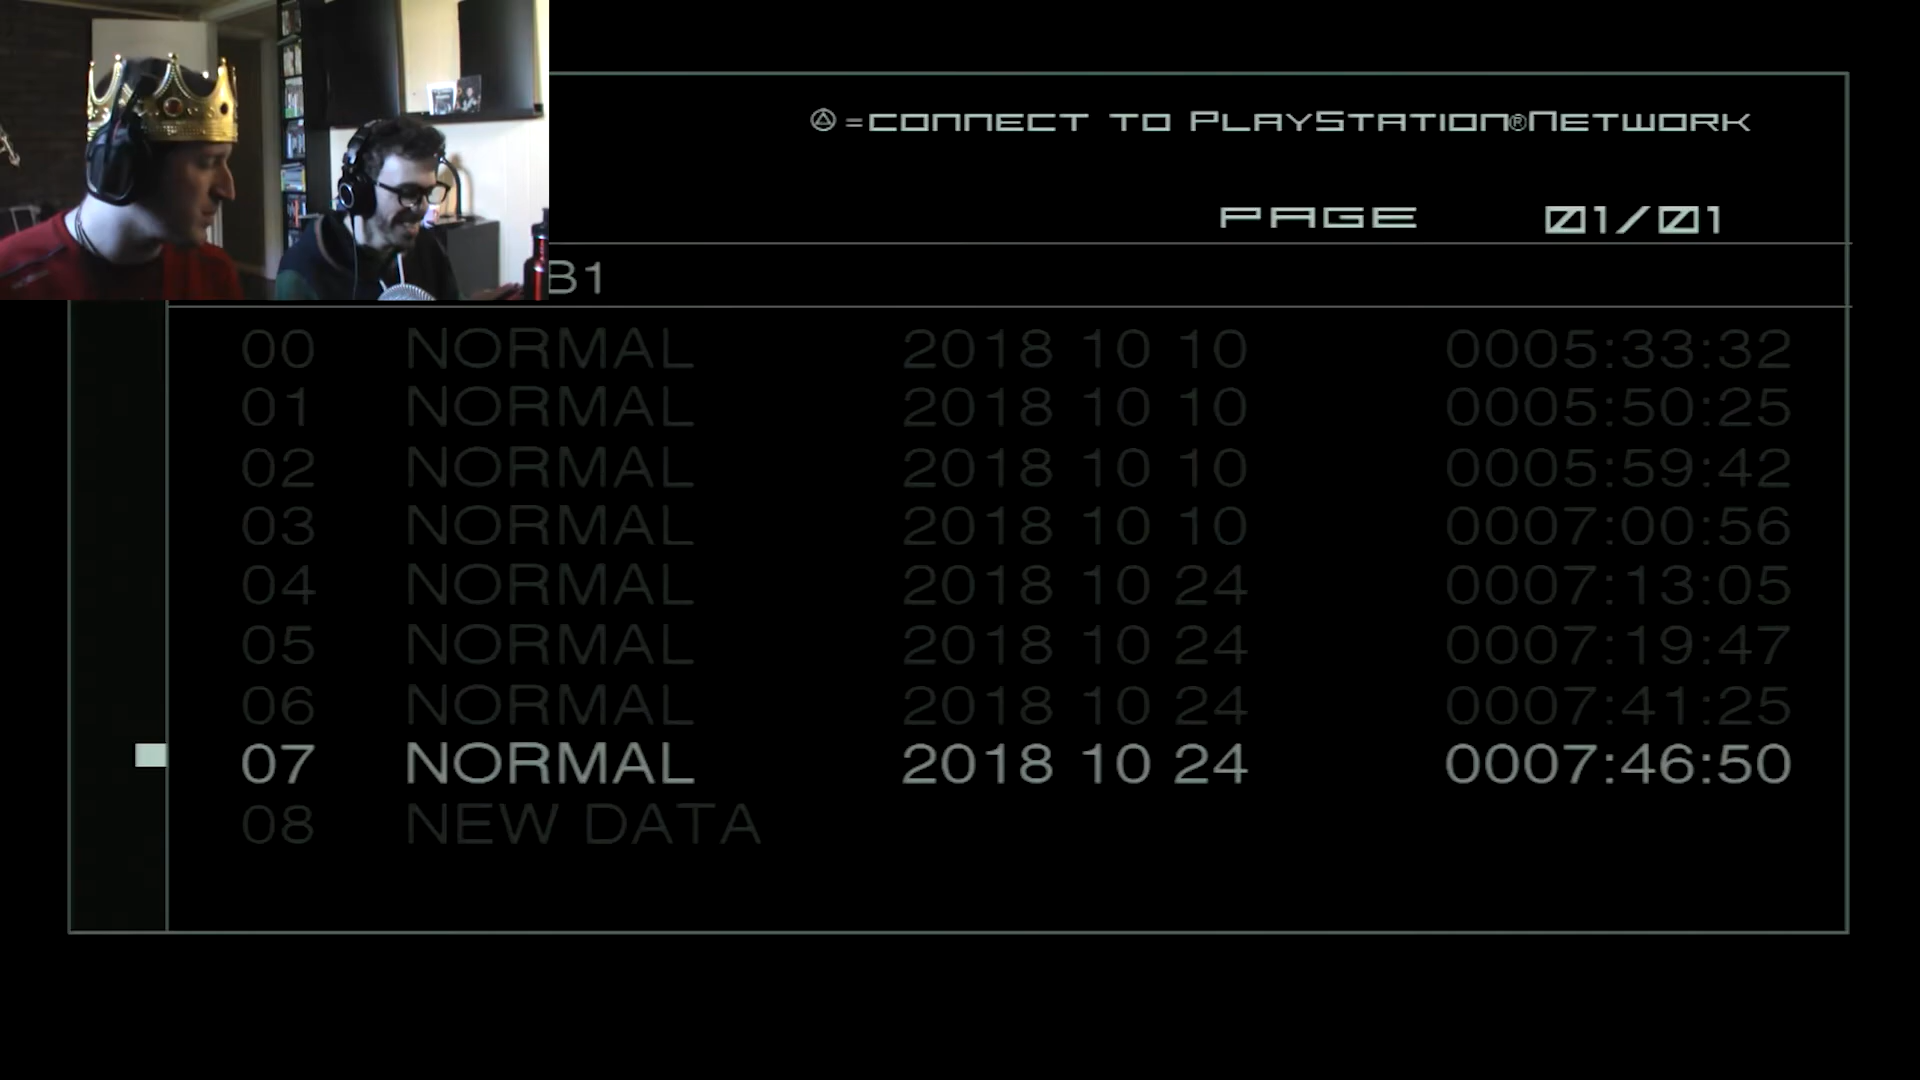 Ⓐ=CONNECT TO PLAYSTATION®NETWORK
PAGE 01/01
B1
00 NORMAL 2018 10 10 0005:33:32
01 NORMAL 2018 10 10 0005:50:25
02 NORMAL 2018 10 10 0005:59:42
03 NORMAL 2018 10 10 0007:00:56
04 NORMAL 2018 10 24 0007:13:05
05 NORMAL 2018 10 24 0007:19:47
06 NORMAL 2018 10 24 0007:41:25
07 NORMAL 2018 10 24 0007:46:50
08 NEW DATA